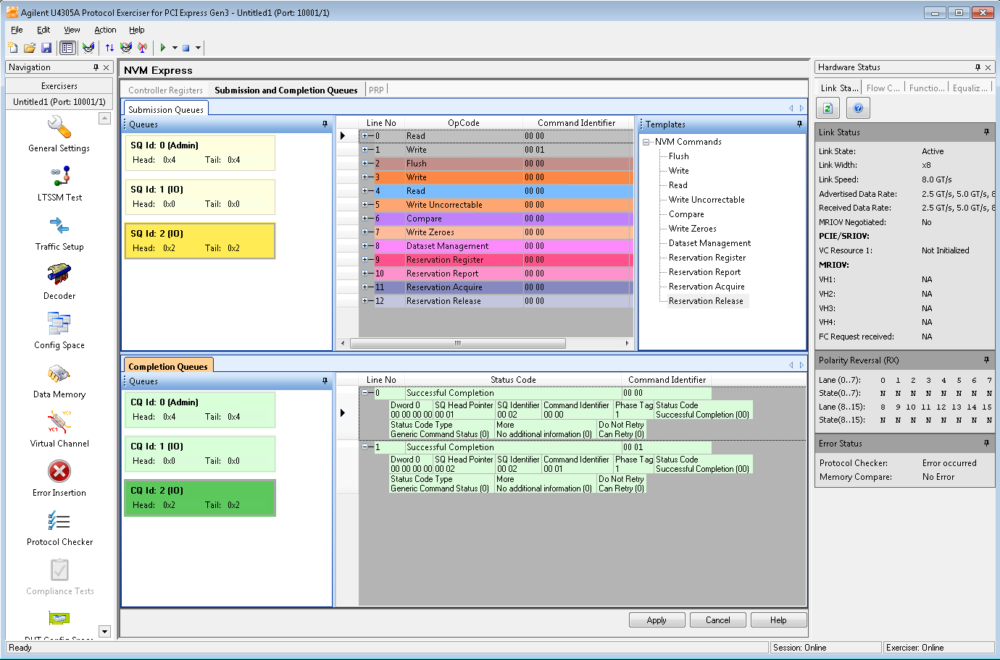 Agilent U4305A Protocol Exerciser for PCI Express Gen3 - Untitled1 (Port: 10001/1)
File Edit View Action Help
Navigation
Exercisers
Untitled1 (Port: 10001/1)
General Settings
LTSSM Test
Traffic Setup
Decoder
Config Space
Data Memory
Virtual Channel
Error Insertion
Protocol Checker
Compliance Tests
DUT Config Space
NVM Express
Controller Registers Submission and Completion Queues PRP
Submission Queues
Queues
SQ Id: 0 (Admin)
Head: 0x4 Tail: 0x4
SQ Id: 1 (IO)
Head: 0x0 Tail: 0x0
SQ Id: 2 (IO)
Head: 0x2 Tail: 0x2
Line No OpCode Command Identifier
0 Read 00 00
1 Write 00 01
2 Flush 00 00
3 Write 00 00
4 Read 00 00
5 Write Uncorrectable 00 00
6 Compare 00 00
7 Write Zeroes 00 00
8 Dataset Management 00 00
9 Reservation Register 00 00
10 Reservation Report 00 00
11 Reservation Acquire 00 00
12 Reservation Release 00 00
Templates
NVM Commands
Flush
Write
Read
Write Uncorrectable
Compare
Write Zeroes
Dataset Management
Reservation Register
Reservation Report
Reservation Acquire
Reservation Release
Completion Queues
Queues
CQ Id: 0 (Admin)
Head: 0x4 Tail: 0x4
CQ Id: 1 (IO)
Head: 0x0 Tail: 0x0
CQ Id: 2 (IO)
Head: 0x2 Tail: 0x2
Line No Status Code Command Identifier
0 Successful Completion 00 00
Dword 0 SQ Head Pointer SQ Identifier Command Identifier Phase Tag Status Code
00 00 00 00 00 01 00 02 00 00 1 Successful Completion (00)
Status Code Type More Do Not Retry
Generic Command Status (0) No additional information (0) Can Retry (0)
1 Successful Completion 00 01
Dword 0 SQ Head Pointer SQ Identifier Command Identifier Phase Tag Status Code
00 00 00 00 00 02 00 02 00 01 1 Successful Completion (00)
Status Code Type More Do Not Retry
Generic Command Status (0) No additional information (0) Can Retry (0)
Apply Cancel Help
Hardware Status
Link Sta... Flow C... Functio... Equaliz...
Link Status
Link State: Active
Link Width: x8
Link Speed: 8.0 GT/s
Advertised Data Rate: 2.5 GT/s, 5.0 GT/s, 8
Received Data Rate: 2.5 GT/s, 5.0 GT/s, 8
MRIOV Negotiated: No
PCIE/SRIOV:
VC Resource 1: Not Initialized
MRIOV:
VH1: NA
VH2: NA
VH3: NA
VH4: NA
FC Request received: NA
Polarity Reversal (RX)
Lane (0..7): 0 1 2 3 4 5 6 7
State(0..7): N N N N N N N N
Lane (8..15): 8 9 10 11 12 13 14 15
State(8..15): N N N N N N N N
Error Status
Protocol Checker: Error occurred
Memory Compare: No Error
Ready Session: Online Exerciser: Online